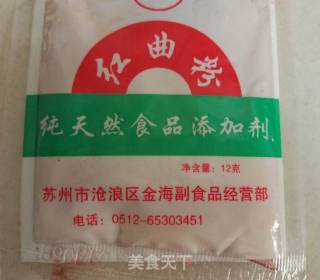 红曲粉
纯天然食品添加剂
净含量：12克
苏州市沧浪区金海副食品经营部
电话：0512-65303451
美食天下